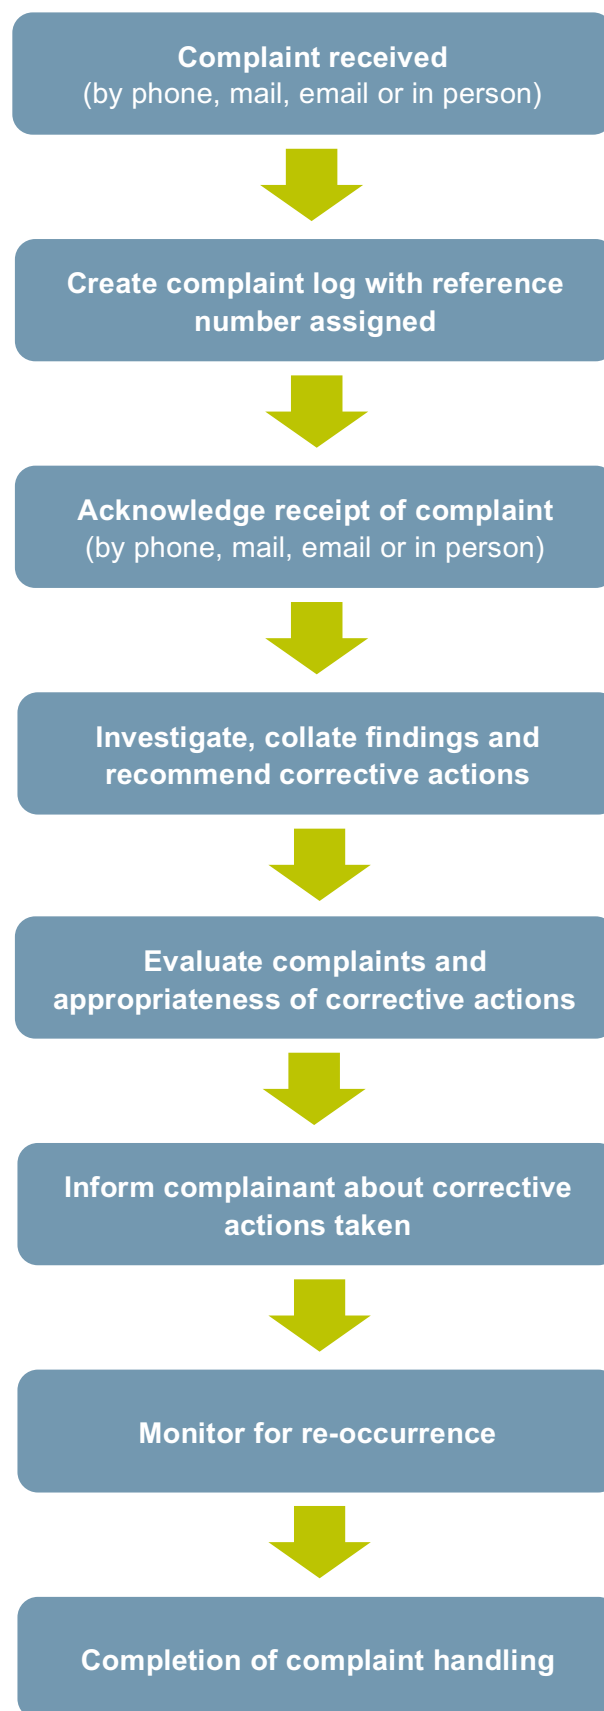 Complaint received
(by phone, mail, email or in person)
Create complaint log with reference
number assigned
Acknowledge receipt of complaint
(by phone, mail, email or in person)
Investigate, collate findings and
recommend corrective actions
Evaluate complaints and
appropriateness of corrective actions
Inform complainant about corrective
actions taken
Monitor for re-occurrence
Completion of complaint handling